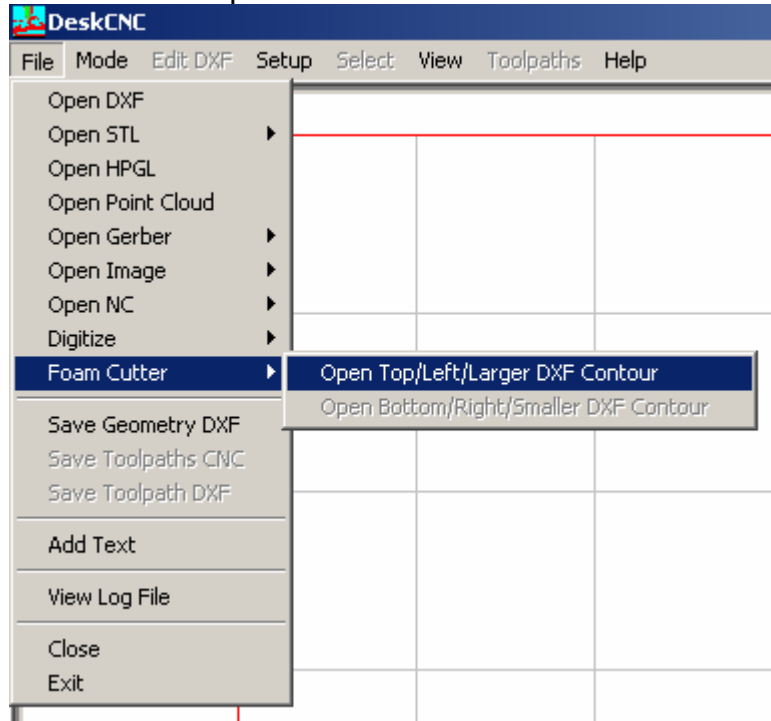 DeskCNC
File Mode Edit DXF Setup Select View Toolpaths Help
Open DXF
Open STL
Open HPGL
Open Point Cloud
Open Gerber
Open Image
Open NC
Digitize
Foam Cutter
Open Top/Left/Larger DXF Contour
Open Bottom/Right/Smaller DXF Contour
Save Geometry DXF
Save Toolpaths CNC
Save Toolpath DXF
Add Text
View Log File
Close
Exit